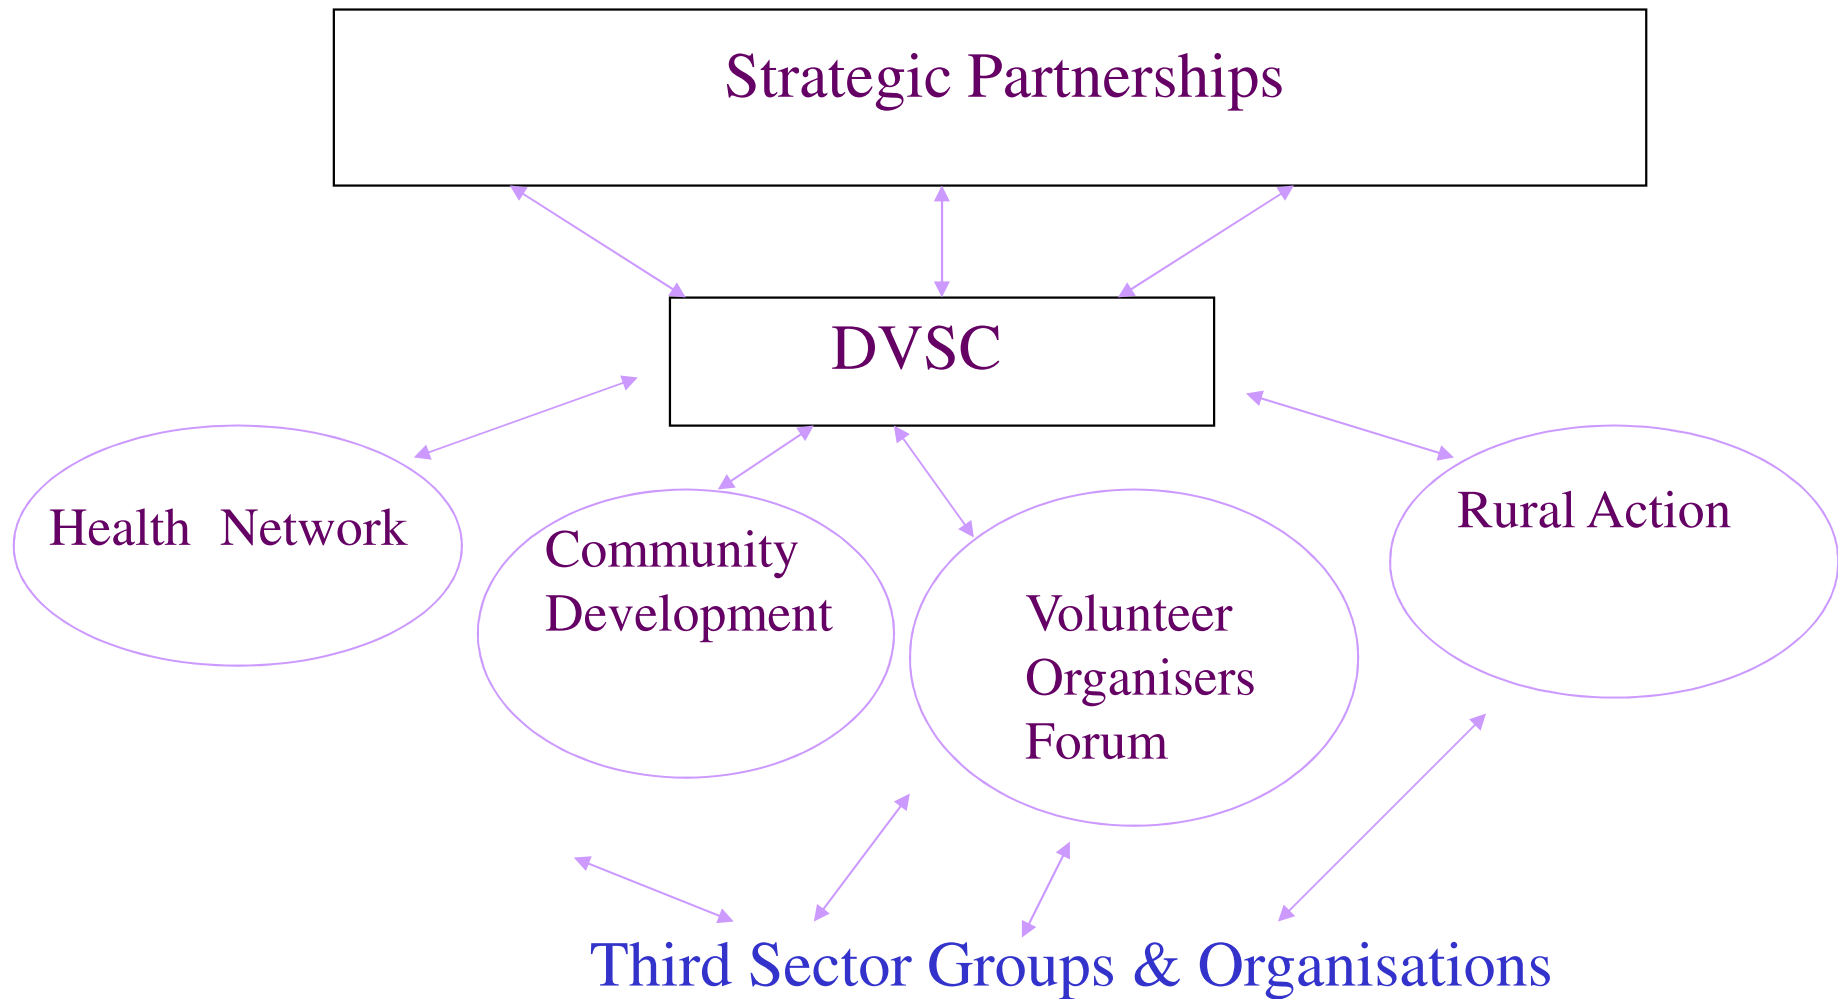 Strategic Partnerships
DVSC
Health  Network
Community
Development
Volunteer
Organisers
Forum
Rural Action
Third Sector Groups & Organisations